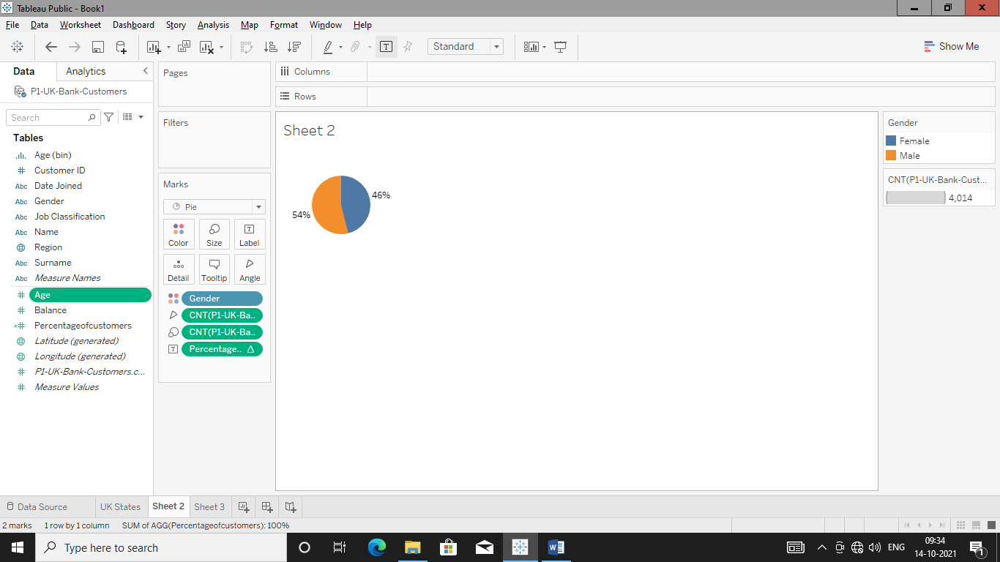 Tableau Public - Book1
File Data Worksheet Dashboard Story Analysis Map Format Window Help
Standard
Show Me
Data Analytics
P1-UK-Bank-Customers
Search
Tables
Age (bin)
Customer ID
Date Joined
Gender
Job Classification
Name
Region
Surname
Measure Names
Age
Balance
Percentageofcustomers
Latitude (generated)
Longitude (generated)
P1-UK-Bank-Customers.c...
Measure Values
Pages
Filters
Marks
Pie
Color Size Label
Detail Tooltip Angle
Gender
CNT(P1-UK-Ba..
CNT(P1-UK-Ba..
Percentage..
Columns
Rows
Sheet 2
46%
54%
Gender
Female
Male
CNT(P1-UK-Bank-Cust...
4,014
Data Source UK States Sheet 2 Sheet 3
2 marks 1 row by 1 column SUM of AGG(Percentageofcustomers): 100%
Type here to search
ENG
09:34
14-10-2021
1